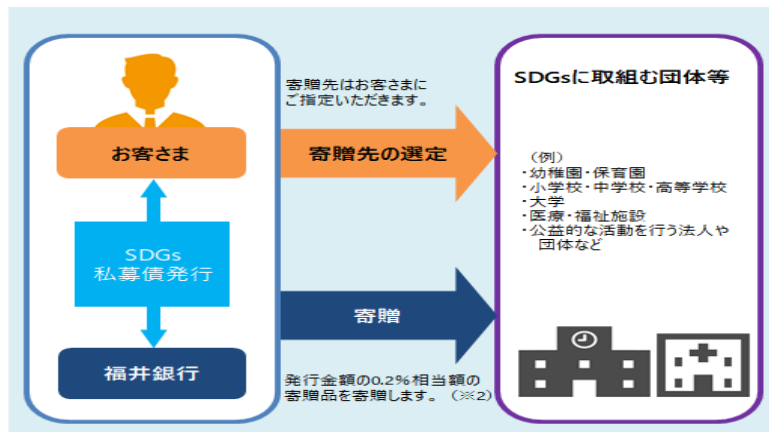 お客さま
SDGs
私募債発行
福井銀行
寄贈先はお客さまに
ご指定いただきます。
寄贈先の選定
寄贈
発行金額の0.2%相当額の
寄贈品を寄贈します。（※2）
SDGsに取組む団体等
（例）
・幼稚園・保育園
・小学校・中学校・高等学校
・大学
・医療・福祉施設
・公益的な活動を行う法人や
団体など